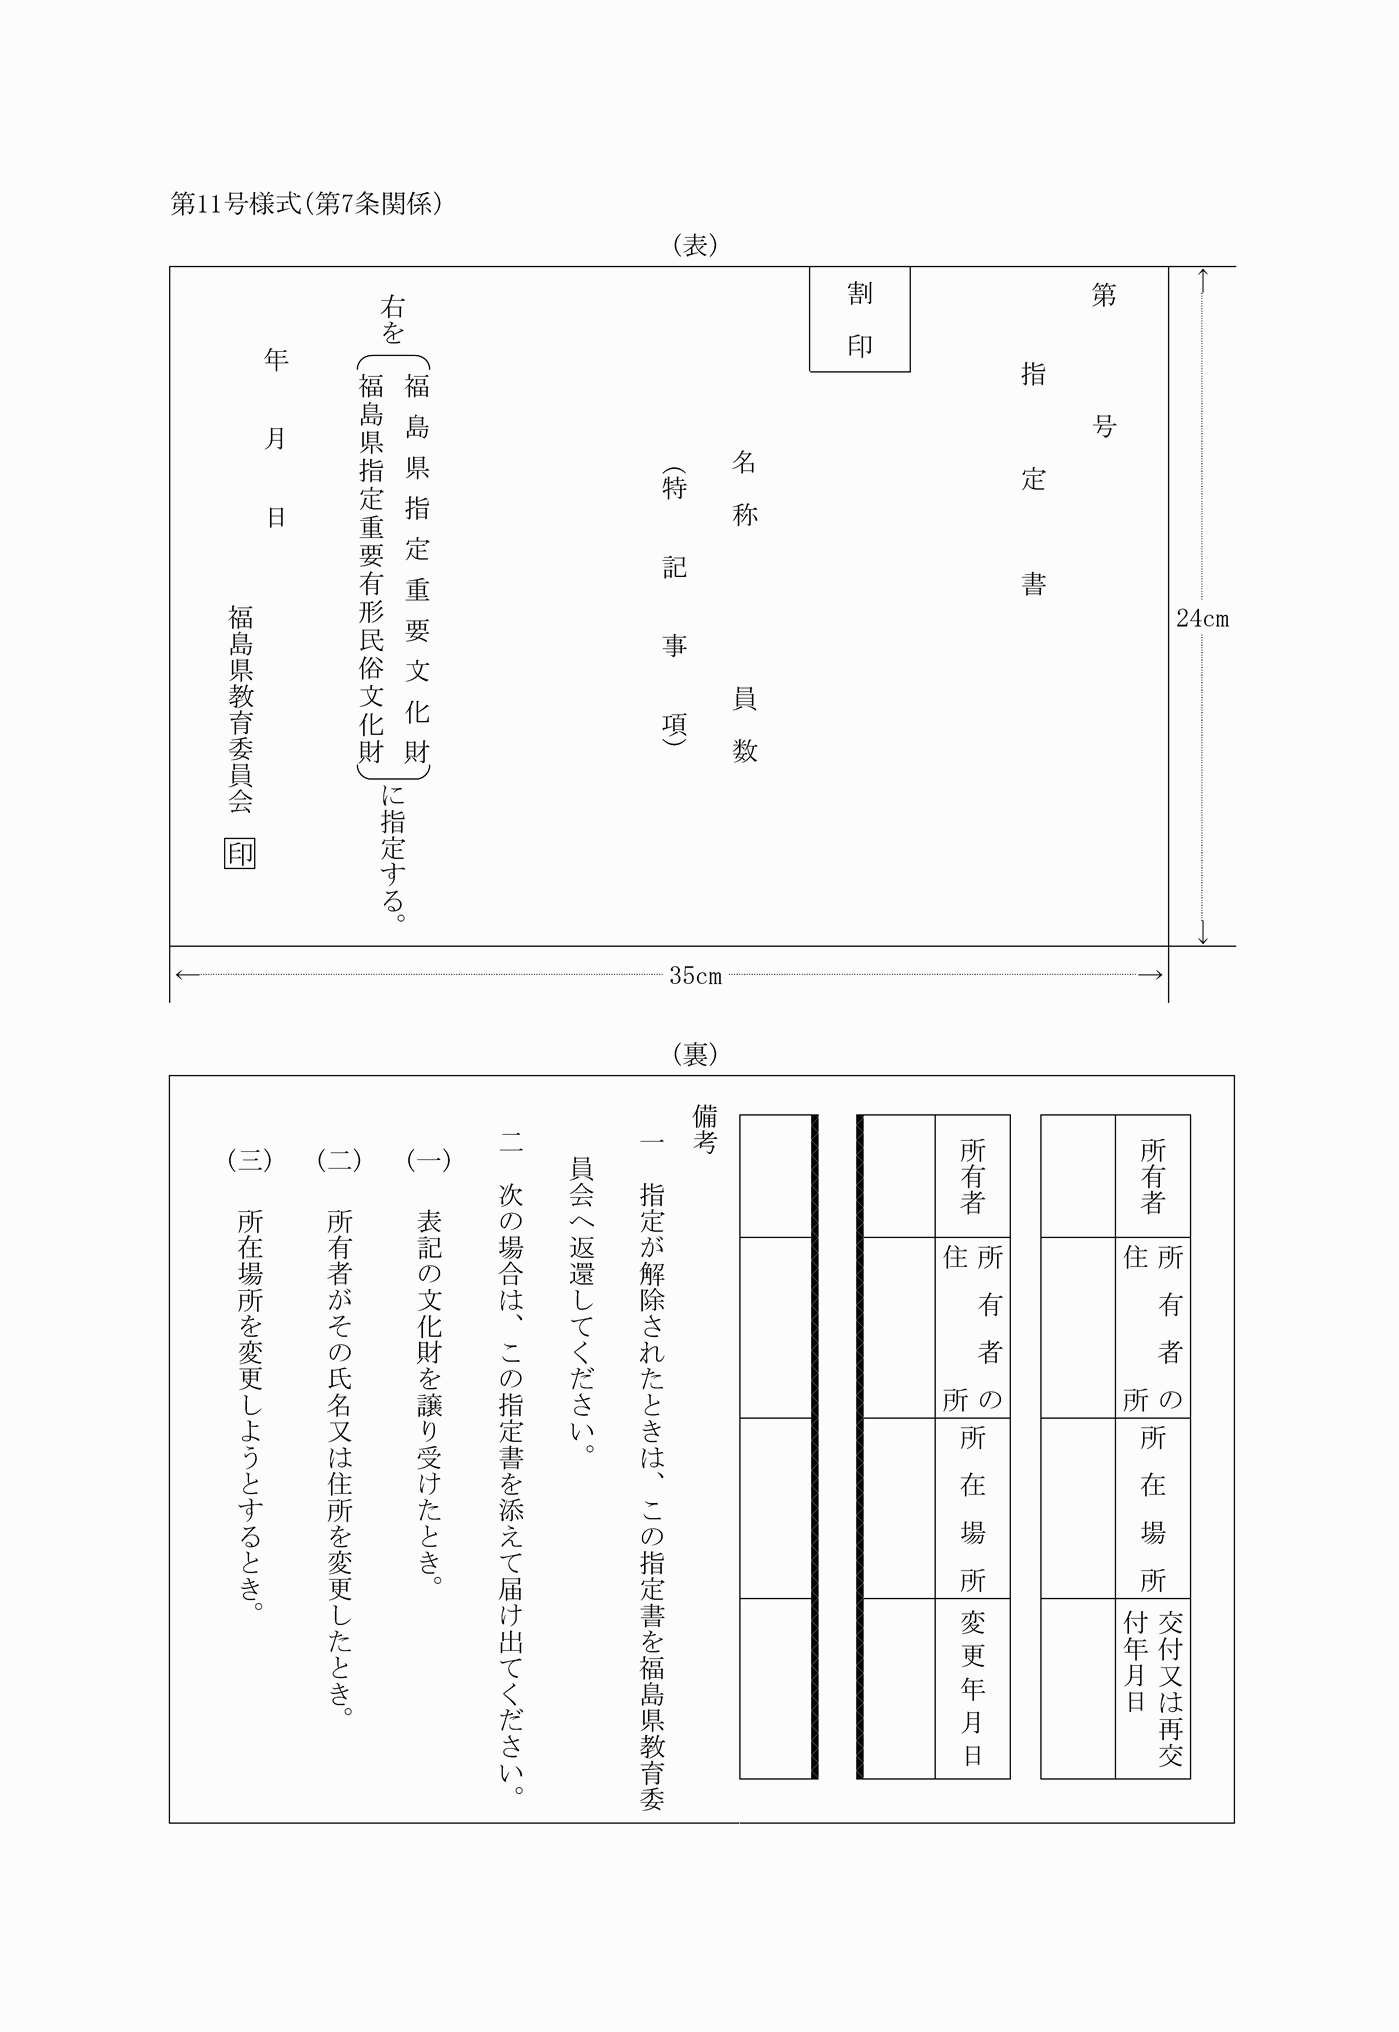 第11号様式(第7条関係)
(表)
第号
指定書
割印
名称員数
(特記事項)
右を
福島県指定重要文化財
福島県指定重要有形民俗文化財
に指定する。
年月日
福島県教育委員会 印
24cm
35cm
(裏)
所有者
所有者の
住所
所在場所
交付又は再交
付年月日
所有者
所有者の
住所
所在場所
変更年月日
備考
一 指定が解除されたときは、この指定書を福島県教育委
員会へ返還してください。
二 次の場合は、この指定書を添えて届け出てください。
(一) 表記の文化財を譲り受けたとき。
(二) 所有者がその氏名又は住所を変更したとき。
(三) 所在場所を変更しようとするとき。